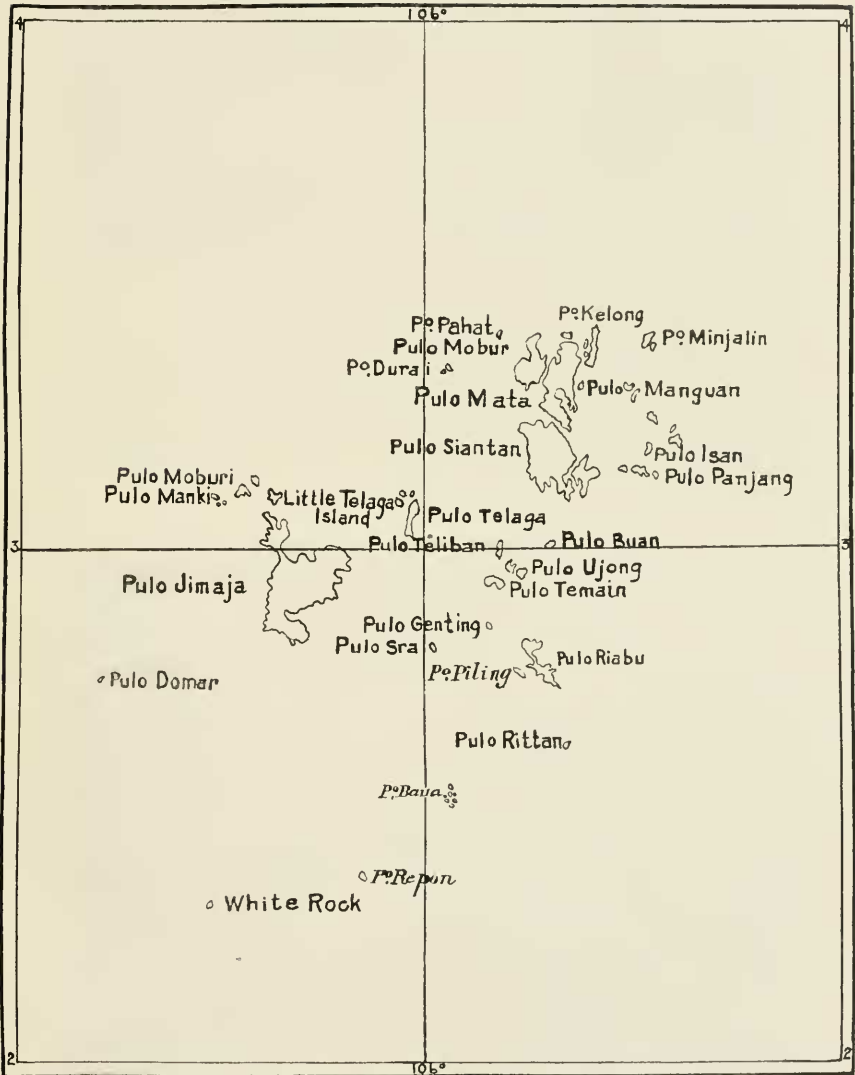 106°
4
4
Pº. Kelong
Pº. Pahat
Pº. Minjalin
Pulo Mobur
Pº. Durai
Pulo Manguan
Pulo Mata
Pulo Siantan
Pulo Isan
Pulo Panjang
Pulo Moburi
Pulo Manki
Little Telaga
Island
Pulo Telaga
3
3
Pulo Teliban
Pulo Buan
Pulo Ujong
Pulo Jimaja
Pulo Temain
Pulo Genting
Pulo Sra
Pulo Riabu
Pº. Piling
Pulo Domar
Pulo Rittan
Pº. Baua
Pº. Repon
White Rock
2
2
106°